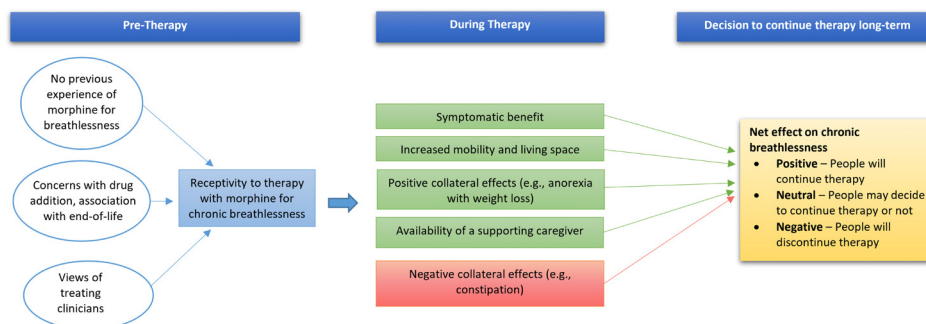 Pre-Therapy
During Therapy
Decision to continue therapy long-term
No previous
experience of
morphine for
breathlessness
Concerns with drug
addition, association
with end-of-life
Views of
treating
clinicians
Receptivity to therapy
with morphine for
chronic breathlessness
Symptomatic benefit
Increased mobility and living space
Positive collateral effects (e.g., anorexia
with weight loss)
Availability of a supporting caregiver
Negative collateral effects (e.g.,
constipation)
Net effect on chronic
breathlessness
• Positive – People will
continue therapy
• Neutral – People may decide
to continue therapy or not
• Negative – People will
discontinue therapy